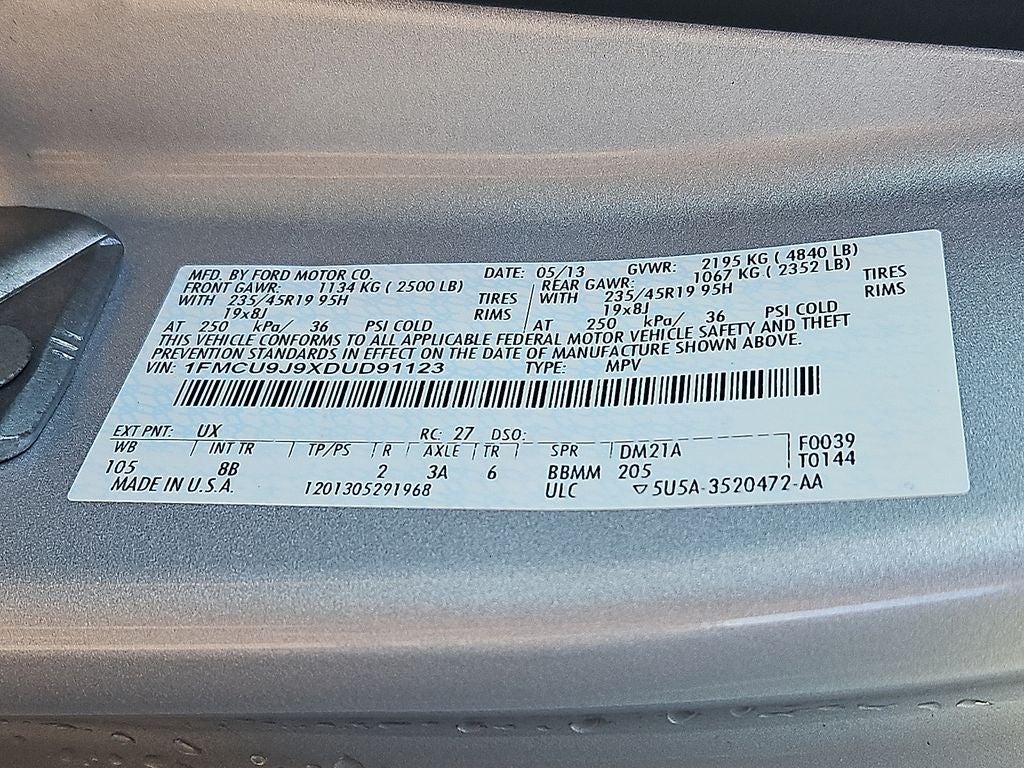 MFD. BY FORD MOTOR CO. DATE: 05/13 GVWR: 2195 KG ( 4840 LB)
FRONT GAWR: 1134 KG ( 2500 LB) REAR GAWR: 1067 KG ( 2352 LB)
WITH 235/45R19 95H TIRES WITH 235/45R19 95H TIRES
19x8J RIMS 19x8J RIMS
AT 250 kPa/ 36 PSI COLD AT 250 kPa/ 36 PSI COLD
THIS VEHICLE CONFORMS TO ALL APPLICABLE FEDERAL MOTOR VEHICLE SAFETY AND THEFT
PREVENTION STANDARDS IN EFFECT ON THE DATE OF MANUFACTURE SHOWN ABOVE.
VIN: 1FMCU9J9XDUD91123 TYPE: MPV
EXT PNT: UX RC: 27 DSO:
WB INT TR TP/PS R AXLE TR SPR DM21A F0039
105 8B 2 3A 6 BBMM 205 T0144
MADE IN U.S.A. 1201305291968 ULC ▽5U5A-3520472-AA